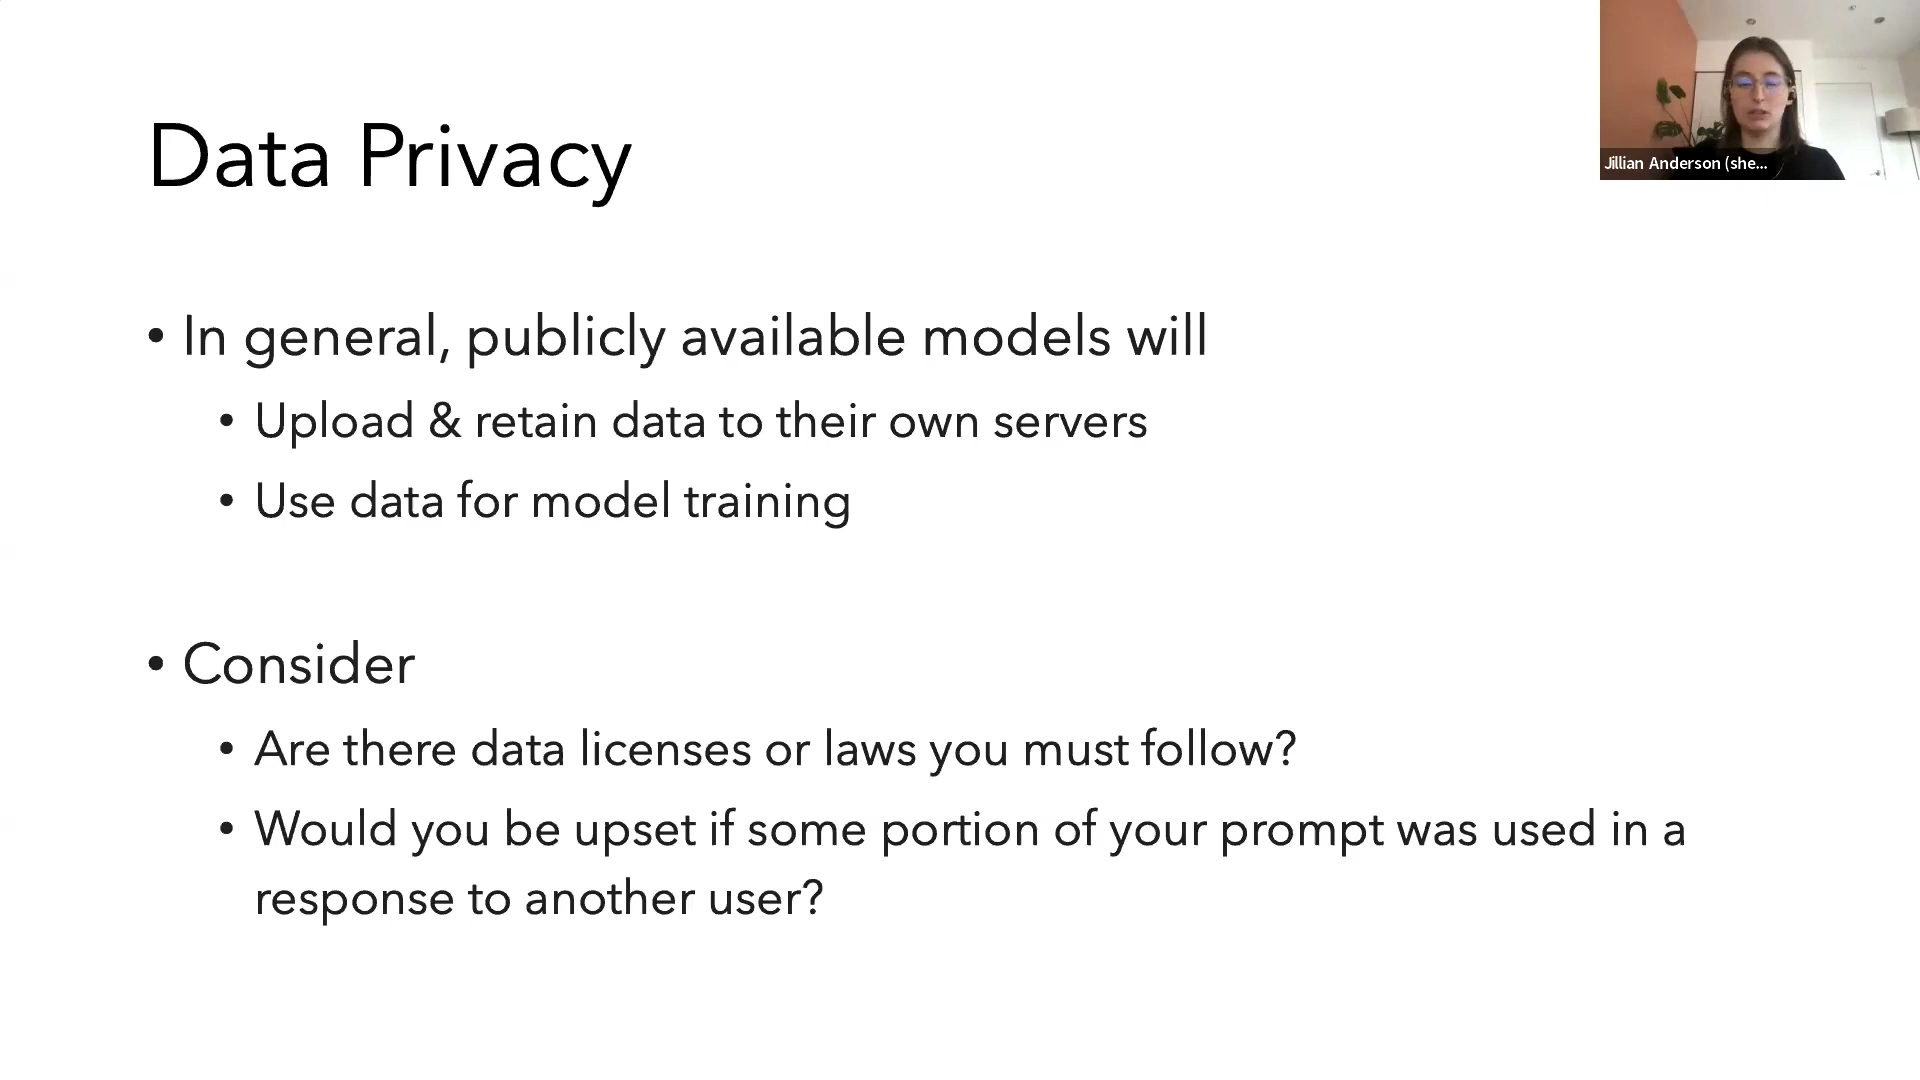 Data Privacy
Jillian Anderson (she...
• In general, publicly available models will
• Upload & retain data to their own servers
• Use data for model training
• Consider
• Are there data licenses or laws you must follow?
• Would you be upset if some portion of your prompt was used in a
response to another user?